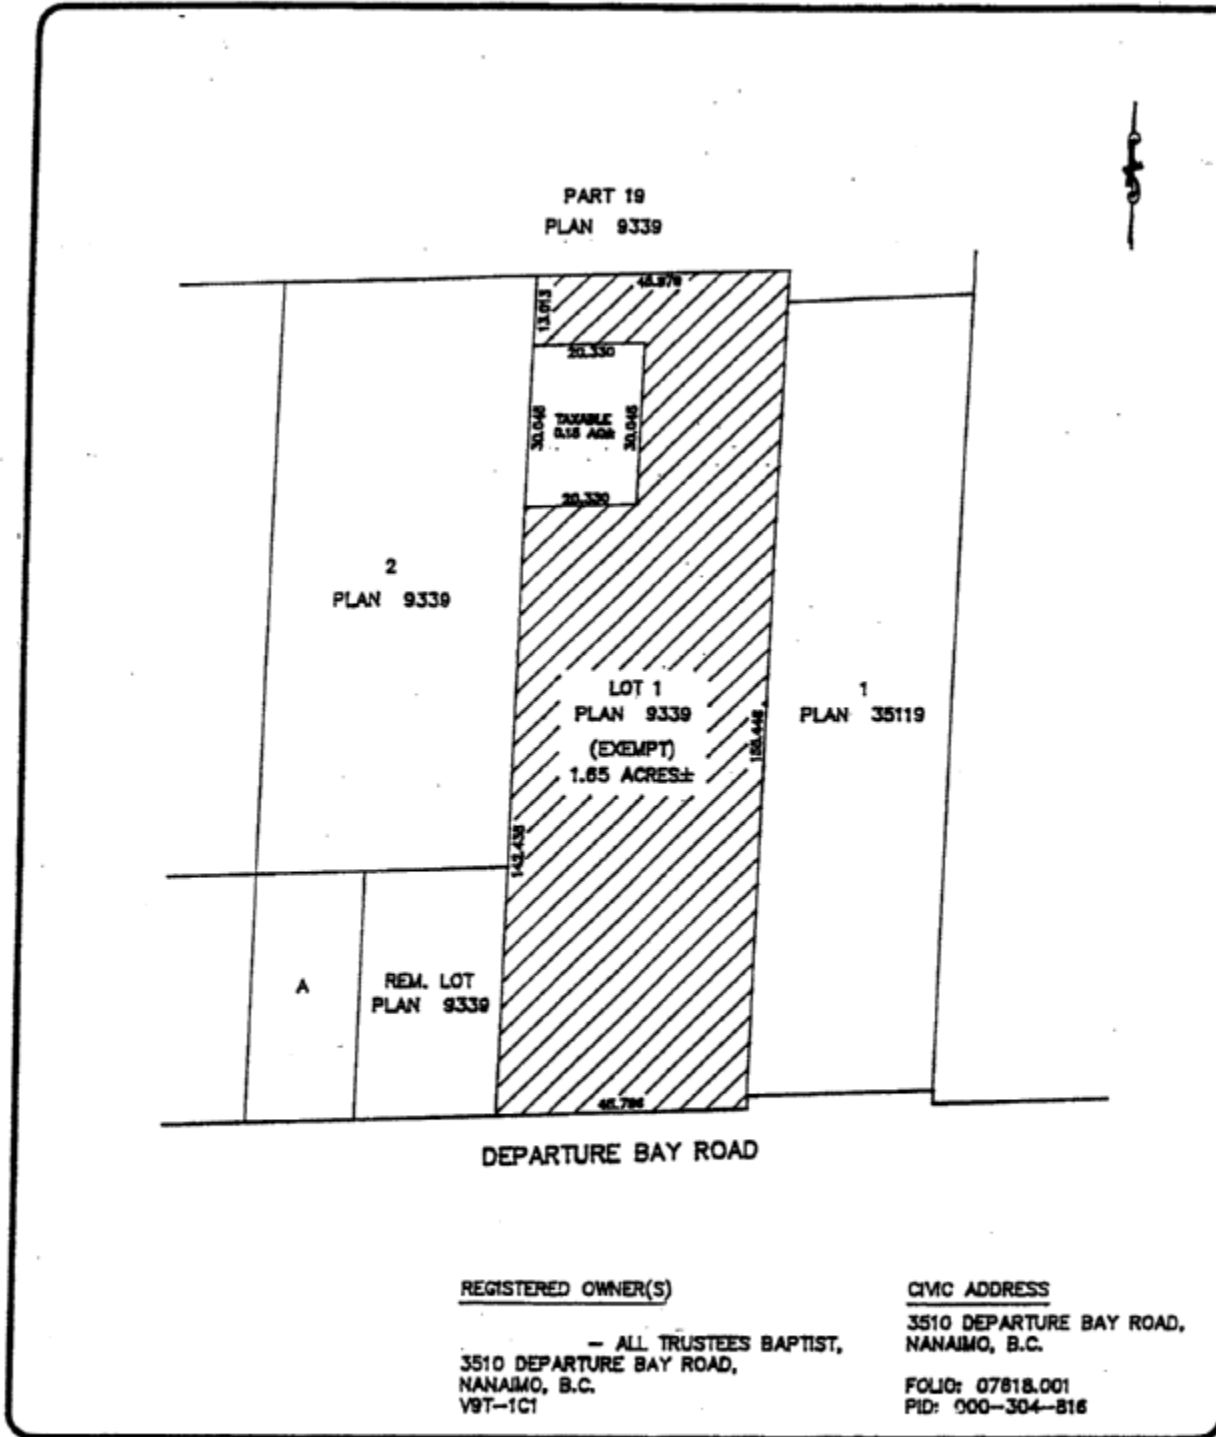 PART 19
PLAN 9339
13.013
20.330
30.046
TAXABLE
30.046
20.330
2
PLAN 9339
LOT 1
PLAN 9339
(EXEMPT)
1.65 ACRES±
1
PLAN 35119
142.438
A
REM. LOT
PLAN 9339
DEPARTURE BAY ROAD
REGISTERED OWNER(S)
— ALL TRUSTEES BAPTIST,
3510 DEPARTURE BAY ROAD,
NANAIMO, B.C.
V9T-1C1
CIVIC ADDRESS
3510 DEPARTURE BAY ROAD,
NANAIMO, B.C.
FOLIO: 07618.001
PID: 000-304-816